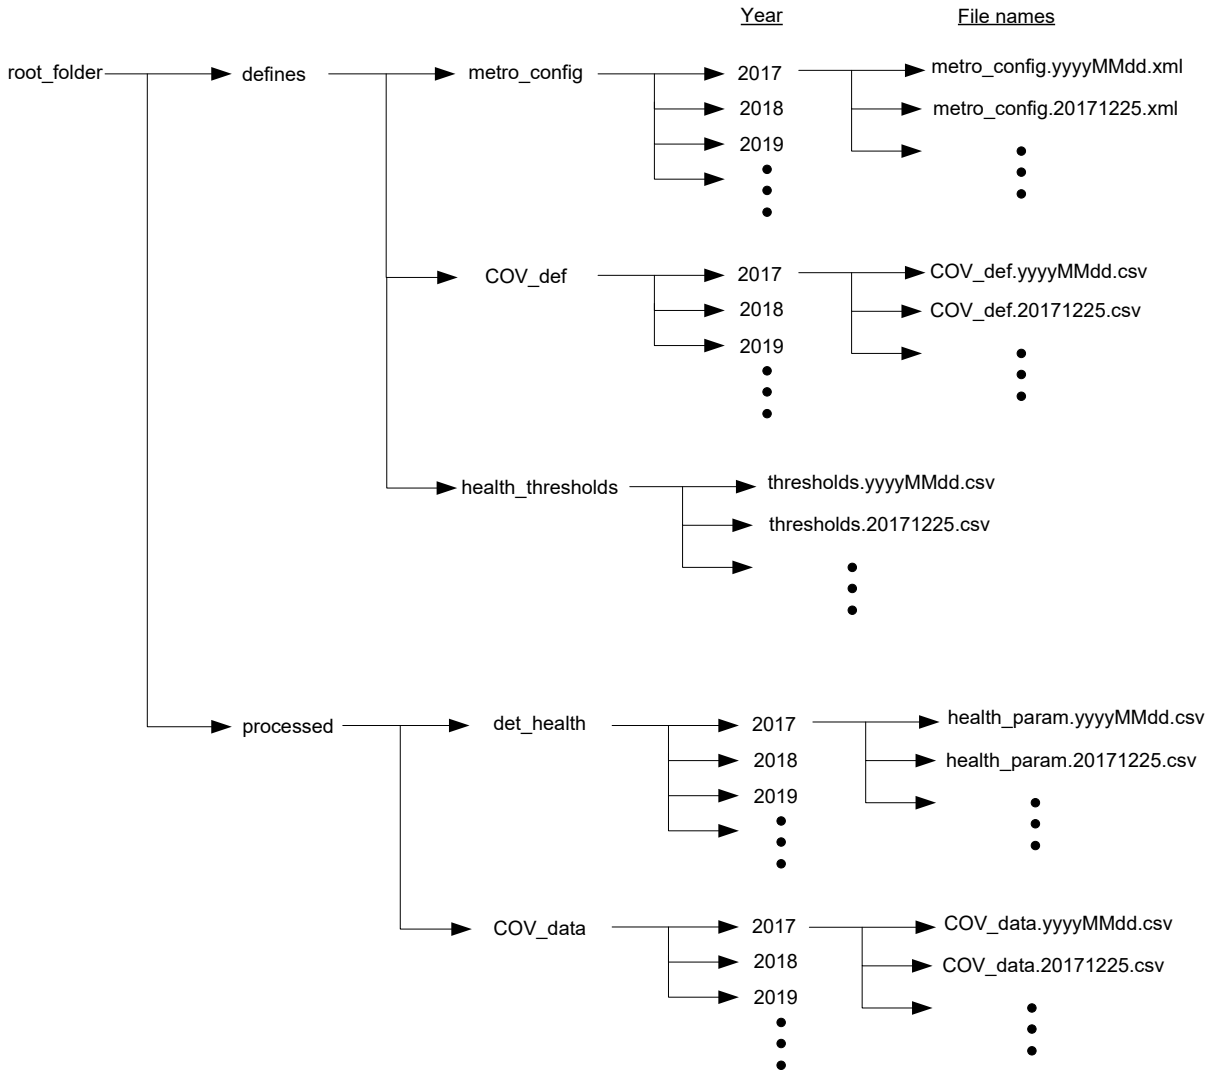 Year
File names
root_folder
defines
metro_config
2017
metro_config.yyyyMMdd.xml
2018
metro_config.20171225.xml
2019
COV_def
2017
COV_def.yyyyMMdd.csv
2018
COV_def.20171225.csv
2019
health_thresholds
thresholds.yyyyMMdd.csv
thresholds.20171225.csv
processed
det_health
2017
health_param.yyyyMMdd.csv
2018
health_param.20171225.csv
2019
COV_data
2017
COV_data.yyyyMMdd.csv
2018
COV_data.20171225.csv
2019